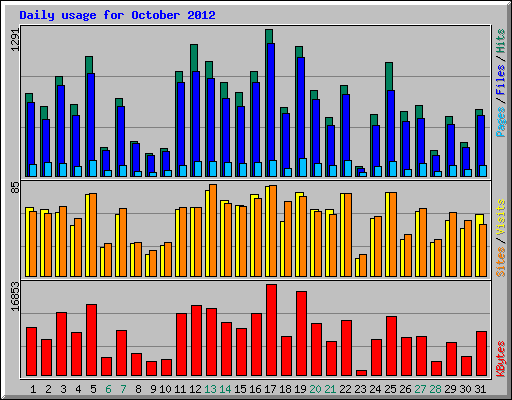 Daily usage for October 2012
1291
Pages / Files / Hits
85
Sites / Visits
16853
KBytes
1 2 3 4 5 6 7 8 9 10 11 12 13 14 15 16 17 18 19 20 21 22 23 24 25 26 27 28 29 30 31